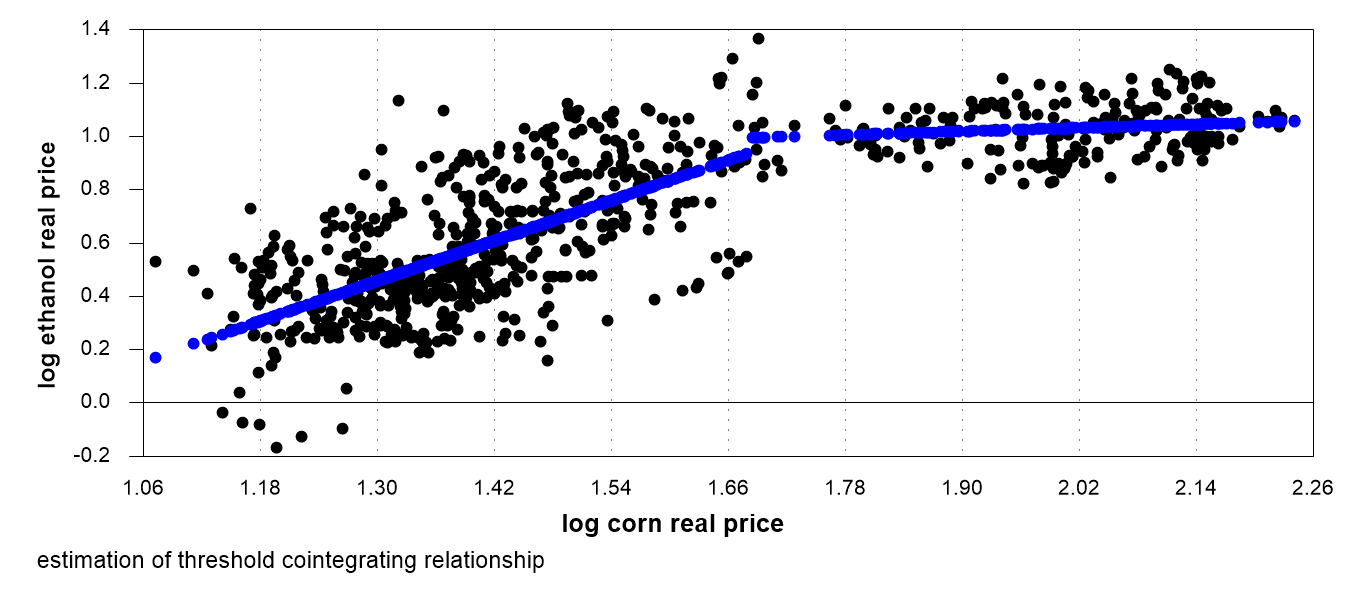 1.4
1.2
1.0
0.8
0.6
0.4
0.2
0.0
-0.2
log ethanol real price
1.06 1.18 1.30 1.42 1.54 1.66 1.78 1.90 2.02 2.14 2.26
log corn real price
estimation of threshold cointegrating relationship